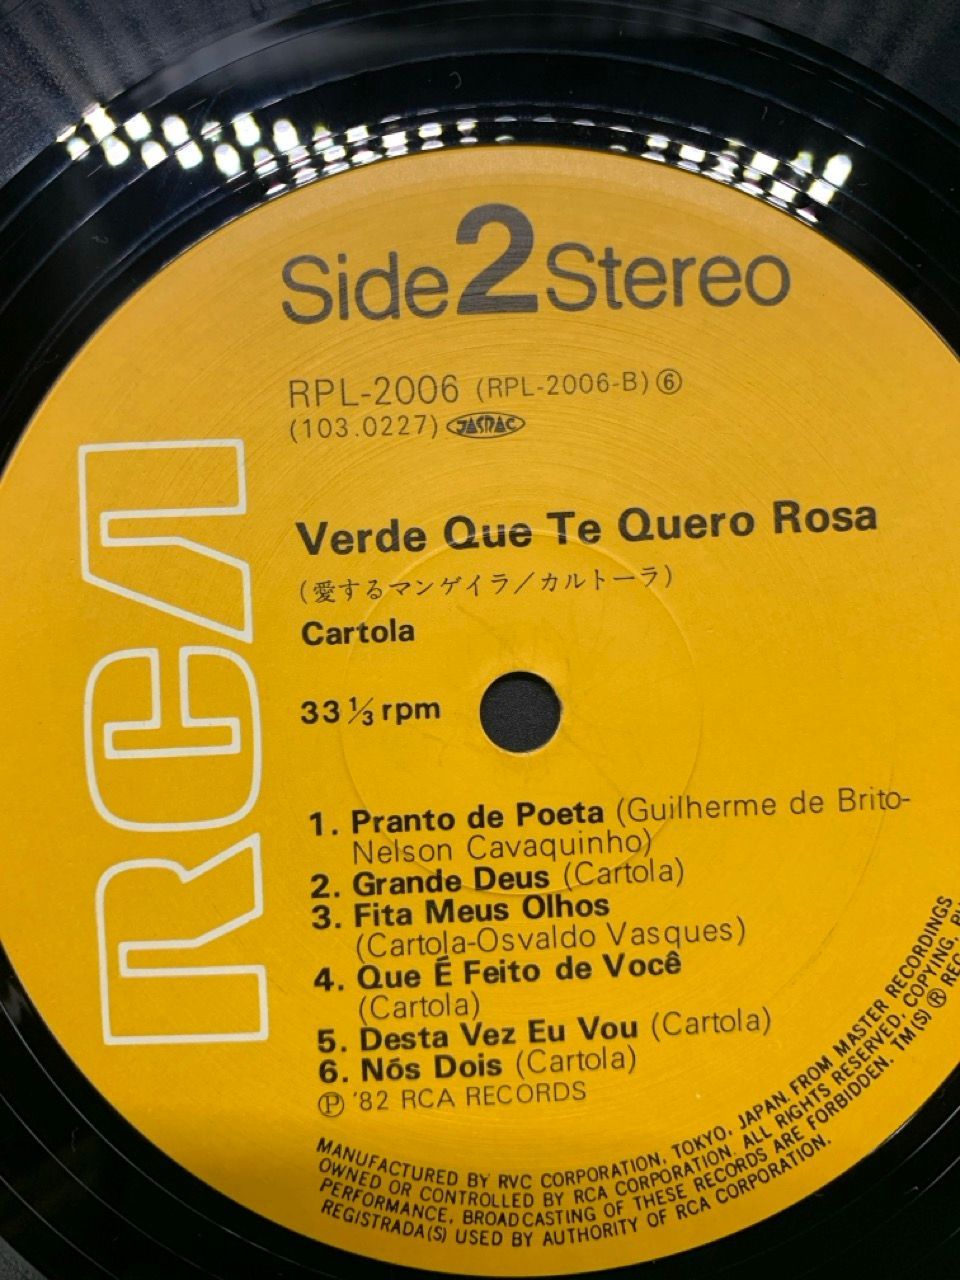 Side 2 Stereo
RPL-2006 (RPL-2006-B) ⑥
(103.0227) JASRAC
RCA
Verde Que Te Quero Rosa
(愛するマンゲイラ/カルトーラ)
Cartola
33 1/3 rpm
1. Pranto de Poeta (Guilherme de Brito-
Nelson Cavaquinho)
2. Grande Deus (Cartola)
3. Fita Meus Olhos
(Cartola-Osvaldo Vasques)
4. Que É Feito de Você
(Cartola)
5. Desta Vez Eu Vou (Cartola)
6. Nós Dois (Cartola)
Ⓟ '82 RCA RECORDS
MANUFACTURED BY RVC CORPORATION, TOKYO, JAPAN. FROM MASTER RECORDINGS
OWNED OR CONTROLLED BY RCA CORPORATION. ALL RIGHTS RESERVED. COPYING,
PERFORMANCE, BROADCASTING OF THESE RECORDS ARE FORBIDDEN. TM(S) ®
REGISTRADA(S) USED BY AUTHORITY OF RCA CORPORATION.